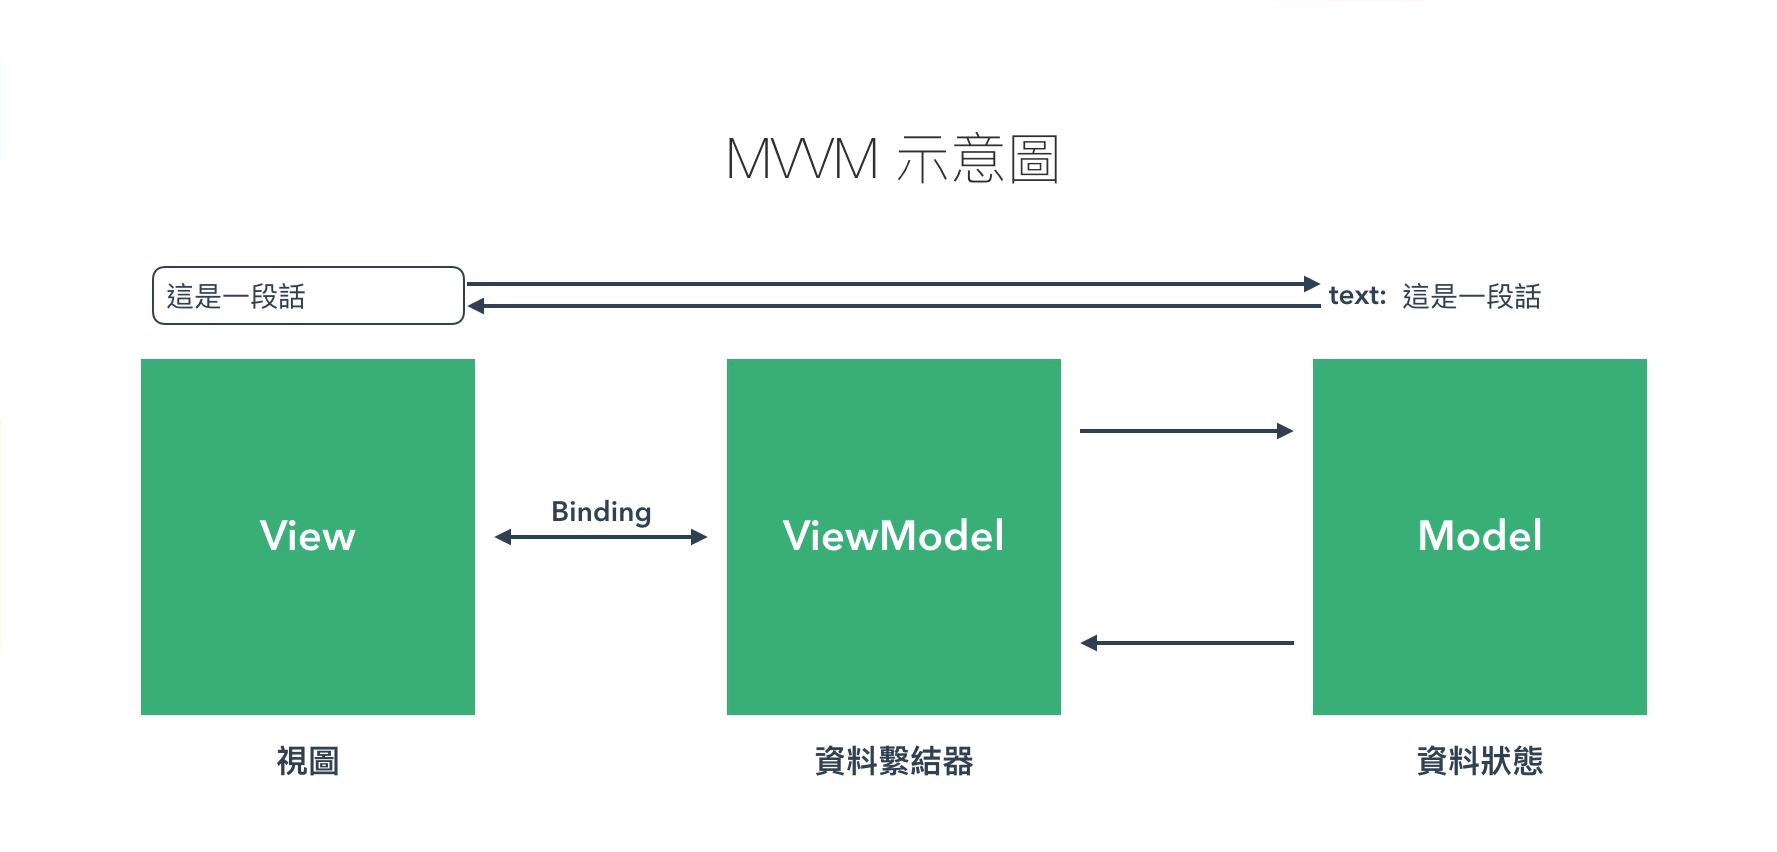 MVVM 示意圖
這是一段話
text: 這是一段話
Binding
View
ViewModel
Model
視圖
資料繫結器
資料狀態